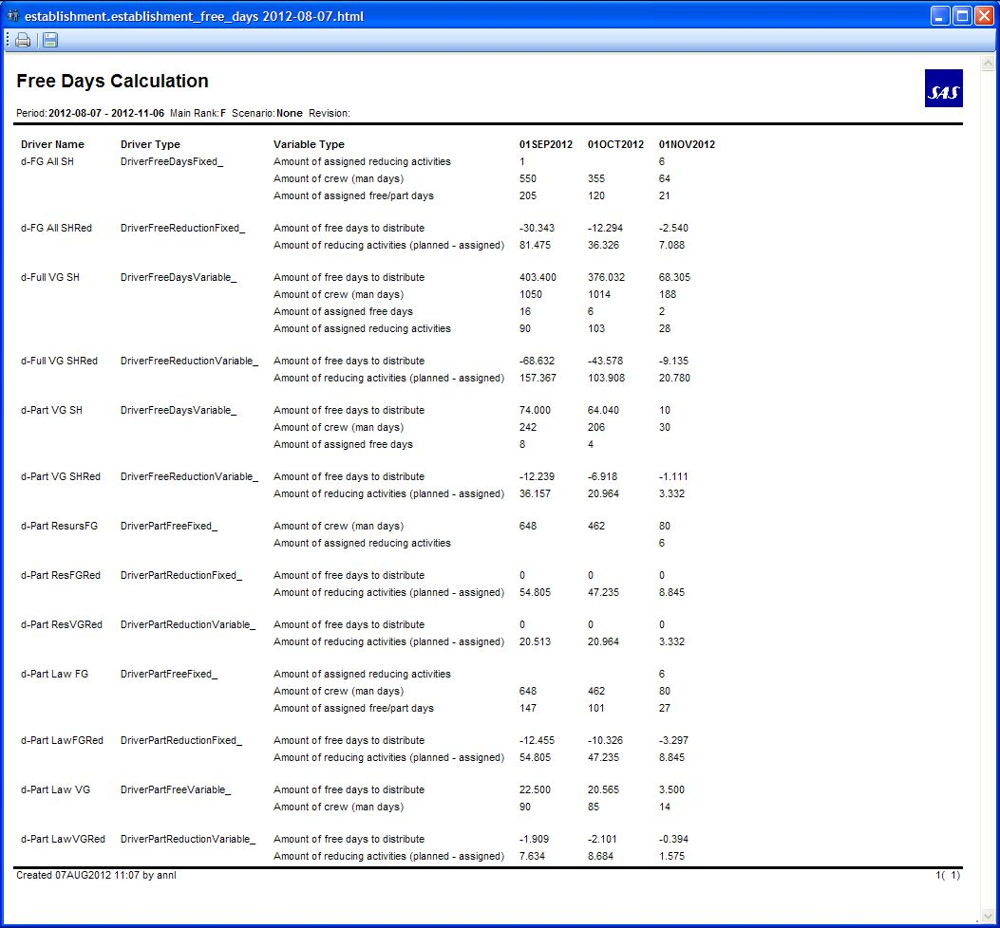 establishment.establishment_free_days 2012-08-07.html
Free Days Calculation
SAS
Period: 2012-08-07 - 2012-11-06 Main Rank: F Scenario: None Revision:
Driver Name Driver Type Variable Type 01SEP2012 01OCT2012 01NOV2012
d-FG All SH DriverFreeDaysFixed_ Amount of assigned reducing activities 1 6
Amount of crew (man days) 550 355 64
Amount of assigned free/part days 205 120 21
d-FG All SHRed DriverFreeReductionFixed_ Amount of free days to distribute -30.343 -12.294 -2.540
Amount of reducing activities (planned - assigned) 81.475 36.326 7.088
d-Full VG SH DriverFreeDaysVariable_ Amount of free days to distribute 403.400 376.032 68.305
Amount of crew (man days) 1050 1014 188
Amount of assigned free days 16 6 2
Amount of assigned reducing activities 90 103 28
d-Full VG SHRed DriverFreeReductionVariable_ Amount of free days to distribute -68.632 -43.578 -9.135
Amount of reducing activities (planned - assigned) 157.367 103.908 20.780
d-Part VG SH DriverFreeDaysVariable_ Amount of free days to distribute 74.000 64.040 10
Amount of crew (man days) 242 206 30
Amount of assigned free days 8 4
d-Part VG SHRed DriverFreeReductionVariable_ Amount of free days to distribute -12.239 -6.918 -1.111
Amount of reducing activities (planned - assigned) 36.157 20.964 3.332
d-Part ResursFG DriverPartFreeFixed_ Amount of crew (man days) 648 462 80
Amount of assigned reducing activities 6
d-Part ResFGRed DriverPartReductionFixed_ Amount of free days to distribute 0 0 0
Amount of reducing activities (planned - assigned) 54.805 47.235 8.845
d-Part ResVGRed DriverPartReductionVariable_ Amount of free days to distribute 0 0 0
Amount of reducing activities (planned - assigned) 20.513 20.964 3.332
d-Part Law FG DriverPartFreeFixed_ Amount of assigned reducing activities 6
Amount of crew (man days) 648 462 80
Amount of assigned free/part days 147 101 27
d-Part LawFGRed DriverPartReductionFixed_ Amount of free days to distribute -12.455 -10.326 -3.297
Amount of reducing activities (planned - assigned) 54.805 47.235 8.845
d-Part Law VG DriverPartFreeVariable_ Amount of free days to distribute 22.500 20.565 3.500
Amount of crew (man days) 90 85 14
d-Part LawVGRed DriverPartReductionVariable_ Amount of free days to distribute -1.909 -2.101 -0.394
Amount of reducing activities (planned - assigned) 7.634 8.684 1.575
Created 07AUG2012 11:07 by annl 1( 1)